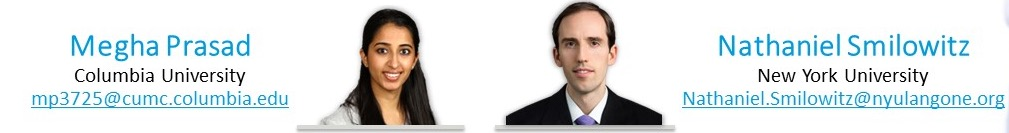 Megha Prasad
Columbia University
mp3725@cumc.columbia.edu
Nathaniel Smilowitz
New York University
Nathaniel.Smilowitz@nyulangone.org